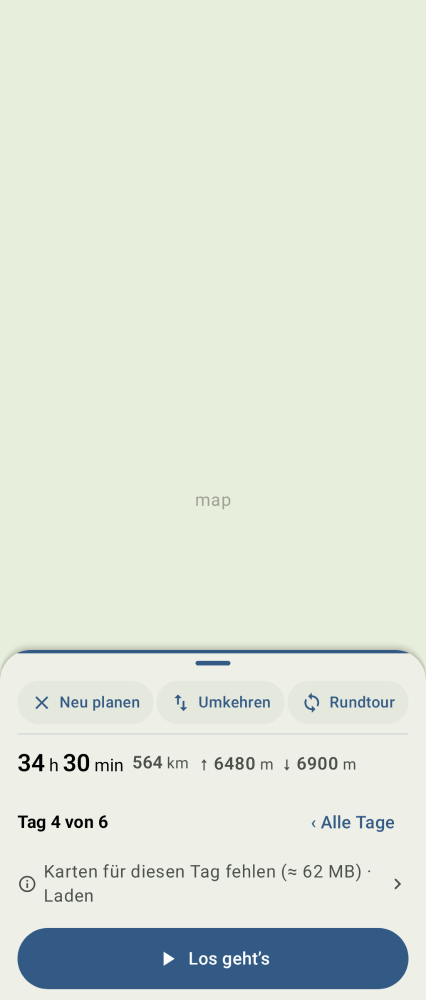 map
Neu planen Umkehren Rundtour
34 h 30 min 564 km ↑ 6480 m ↓ 6900 m
Tag 4 von 6 ‹ Alle Tage
Karten für diesen Tag fehlen (≈ 62 MB) ·
Laden
Los geht’s